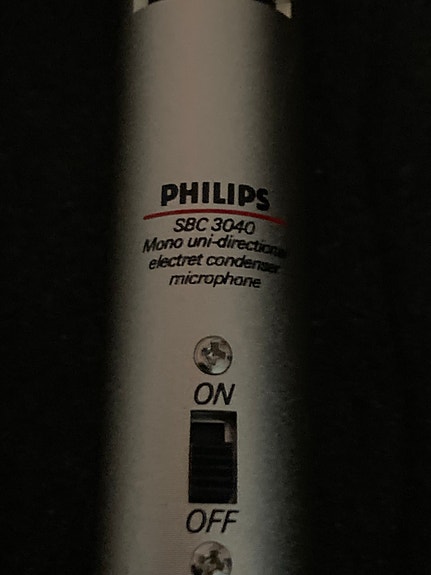 PHILIPS
SBC 3040
Mono uni-directional
electret condenser
microphone
ON
OFF